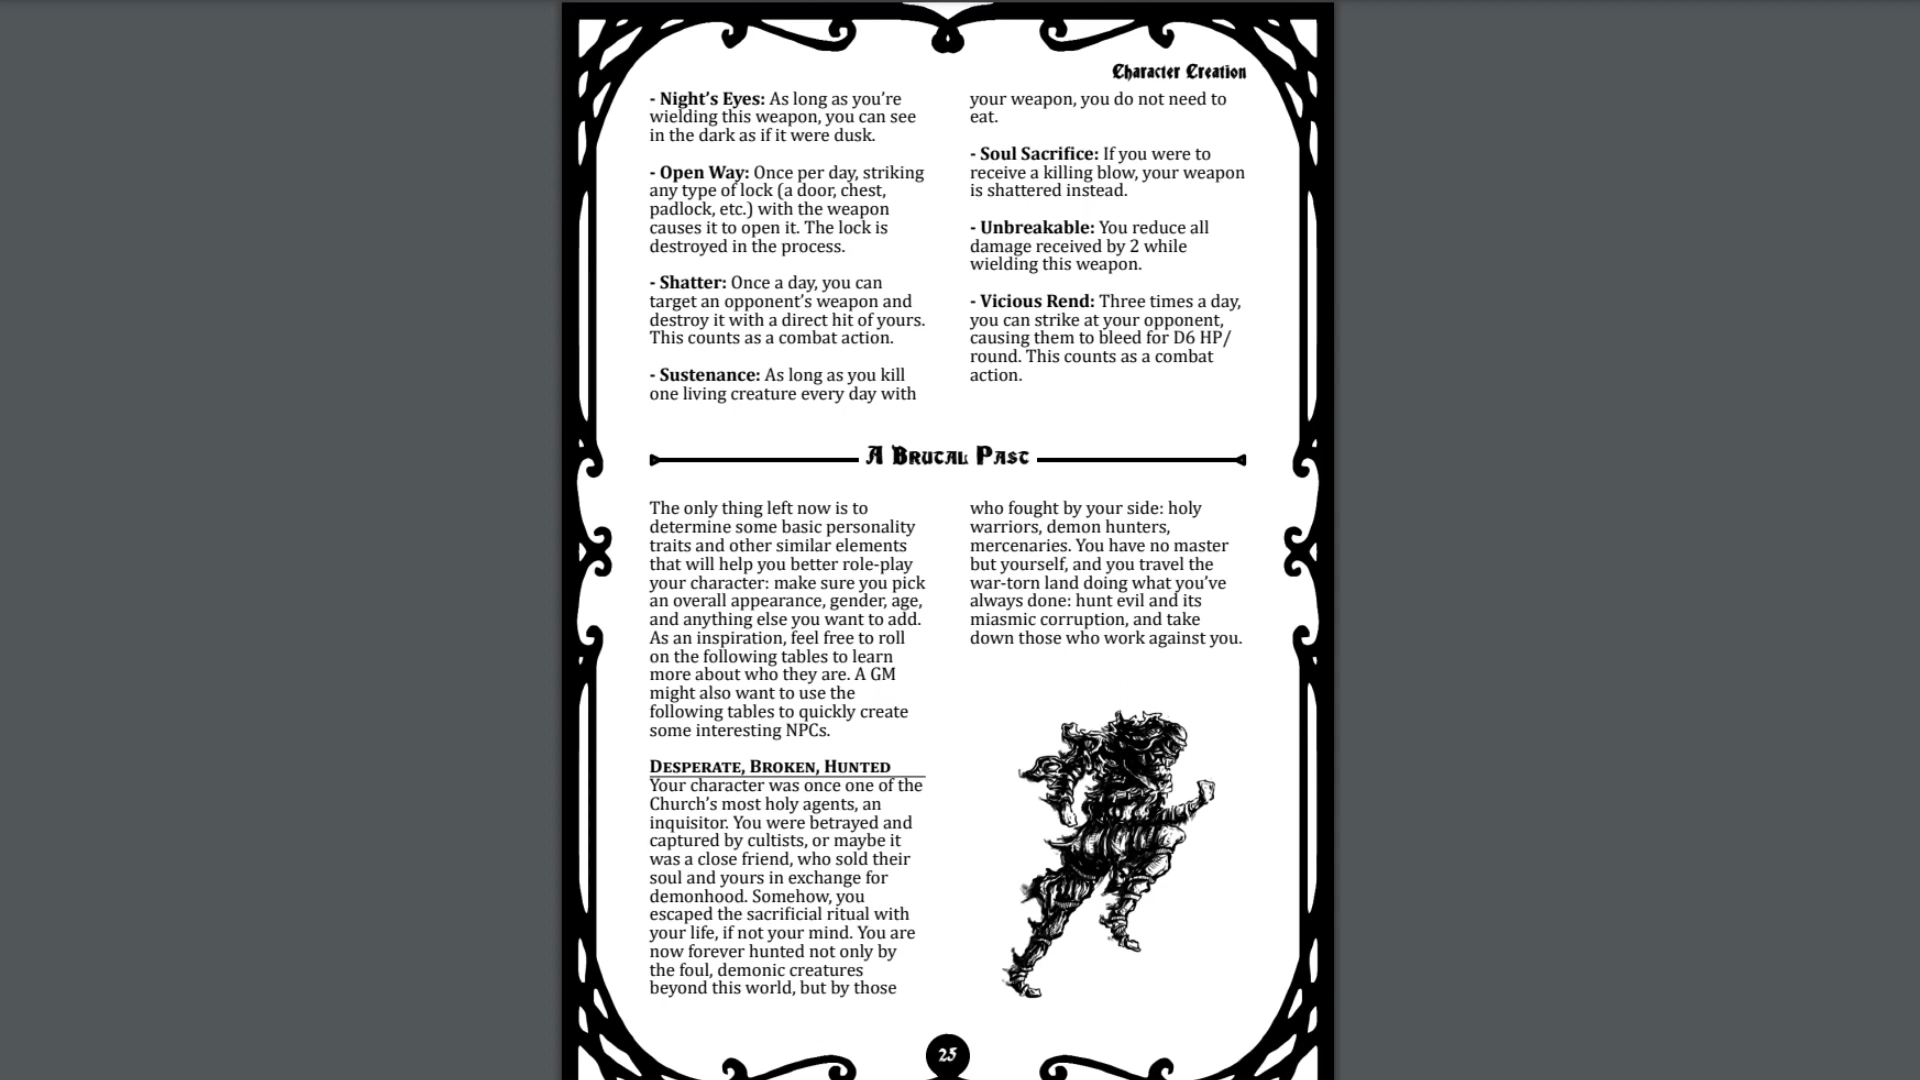 Character Creation
- Night's Eyes: As long as you're
wielding this weapon, you can see
in the dark as if it were dusk.
- Open Way: Once per day, striking
any type of lock (a door, chest,
padlock, etc.) with the weapon
causes it to open it. The lock is
destroyed in the process.
- Shatter: Once a day, you can
target an opponent's weapon and
destroy it with a direct hit of yours.
This counts as a combat action.
- Sustenance: As long as you kill
one living creature every day with
your weapon, you do not need to
eat.
- Soul Sacrifice: If you were to
receive a killing blow, your weapon
is shattered instead.
- Unbreakable: You reduce all
damage received by 2 while
wielding this weapon.
- Vicious Rend: Three times a day,
you can strike at your opponent,
causing them to bleed for D6 HP/
round. This counts as a combat
action.
A Brutal Past
The only thing left now is to
determine some basic personality
traits and other similar elements
that will help you better role-play
your character: make sure you pick
an overall appearance, gender, age,
and anything else you want to add.
As an inspiration, feel free to roll
on the following tables to learn
more about who they are. A GM
might also want to use the
following tables to quickly create
some interesting NPCs.
Desperate, Broken, Hunted
Your character was once one of the
Church's most holy agents, an
inquisitor. You were betrayed and
captured by cultists, or maybe it
was a close friend, who sold their
soul and yours in exchange for
demonhood. Somehow, you
escaped the sacrificial ritual with
your life, if not your mind. You are
now forever hunted not only by
the foul, demonic creatures
beyond this world, but by those
who fought by your side: holy
warriors, demon hunters,
mercenaries. You have no master
but yourself, and you travel the
war-torn land doing what you've
always done: hunt evil and its
miasmic corruption, and take
down those who work against you.
25